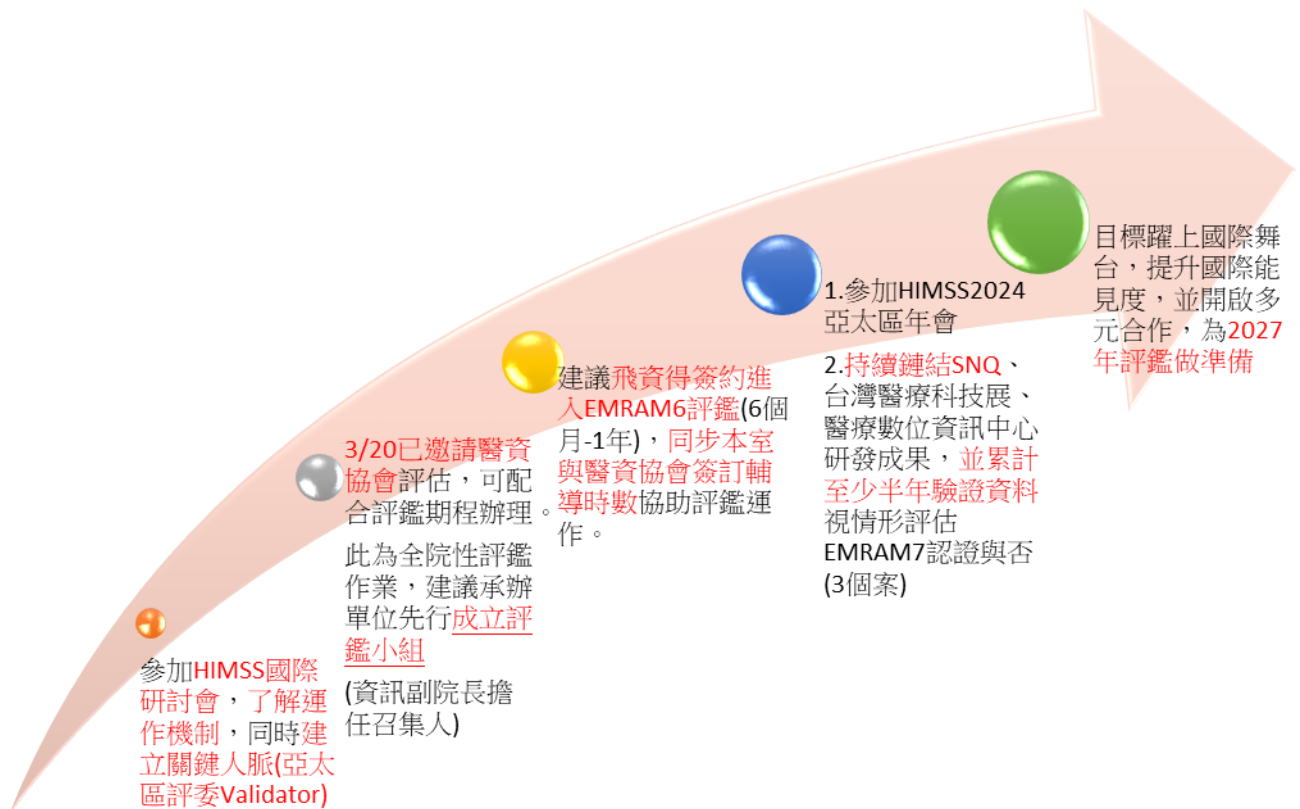 參加HIMSS國際
研討會，了解運
作機制，同時建
立關鍵人脈(亞太
區評委Validator)
3/20已邀請醫資
協會評估，可配
合評鑑期程辦理。
此為全院性評鑑
作業，建議承辦
單位先行成立評
鑑小組
(資訊副院長擔
任召集人)
建議飛資得簽約進
入EMRAM6評鑑(6個
月-1年)，同步本室
與醫資協會簽訂輔
導時數協助評鑑運
作。
1.參加HIMSS2024
亞太區年會
2.持續鏈結SNQ、
台灣醫療科技展、
醫療數位資訊中心
研發成果，並累計
至少半年驗證資料
視情形評估
EMRAM7認證與否
(3個案)
目標躍上國際舞
台，提升國際能
見度，並開啟多
元合作，為2027
年評鑑做準備